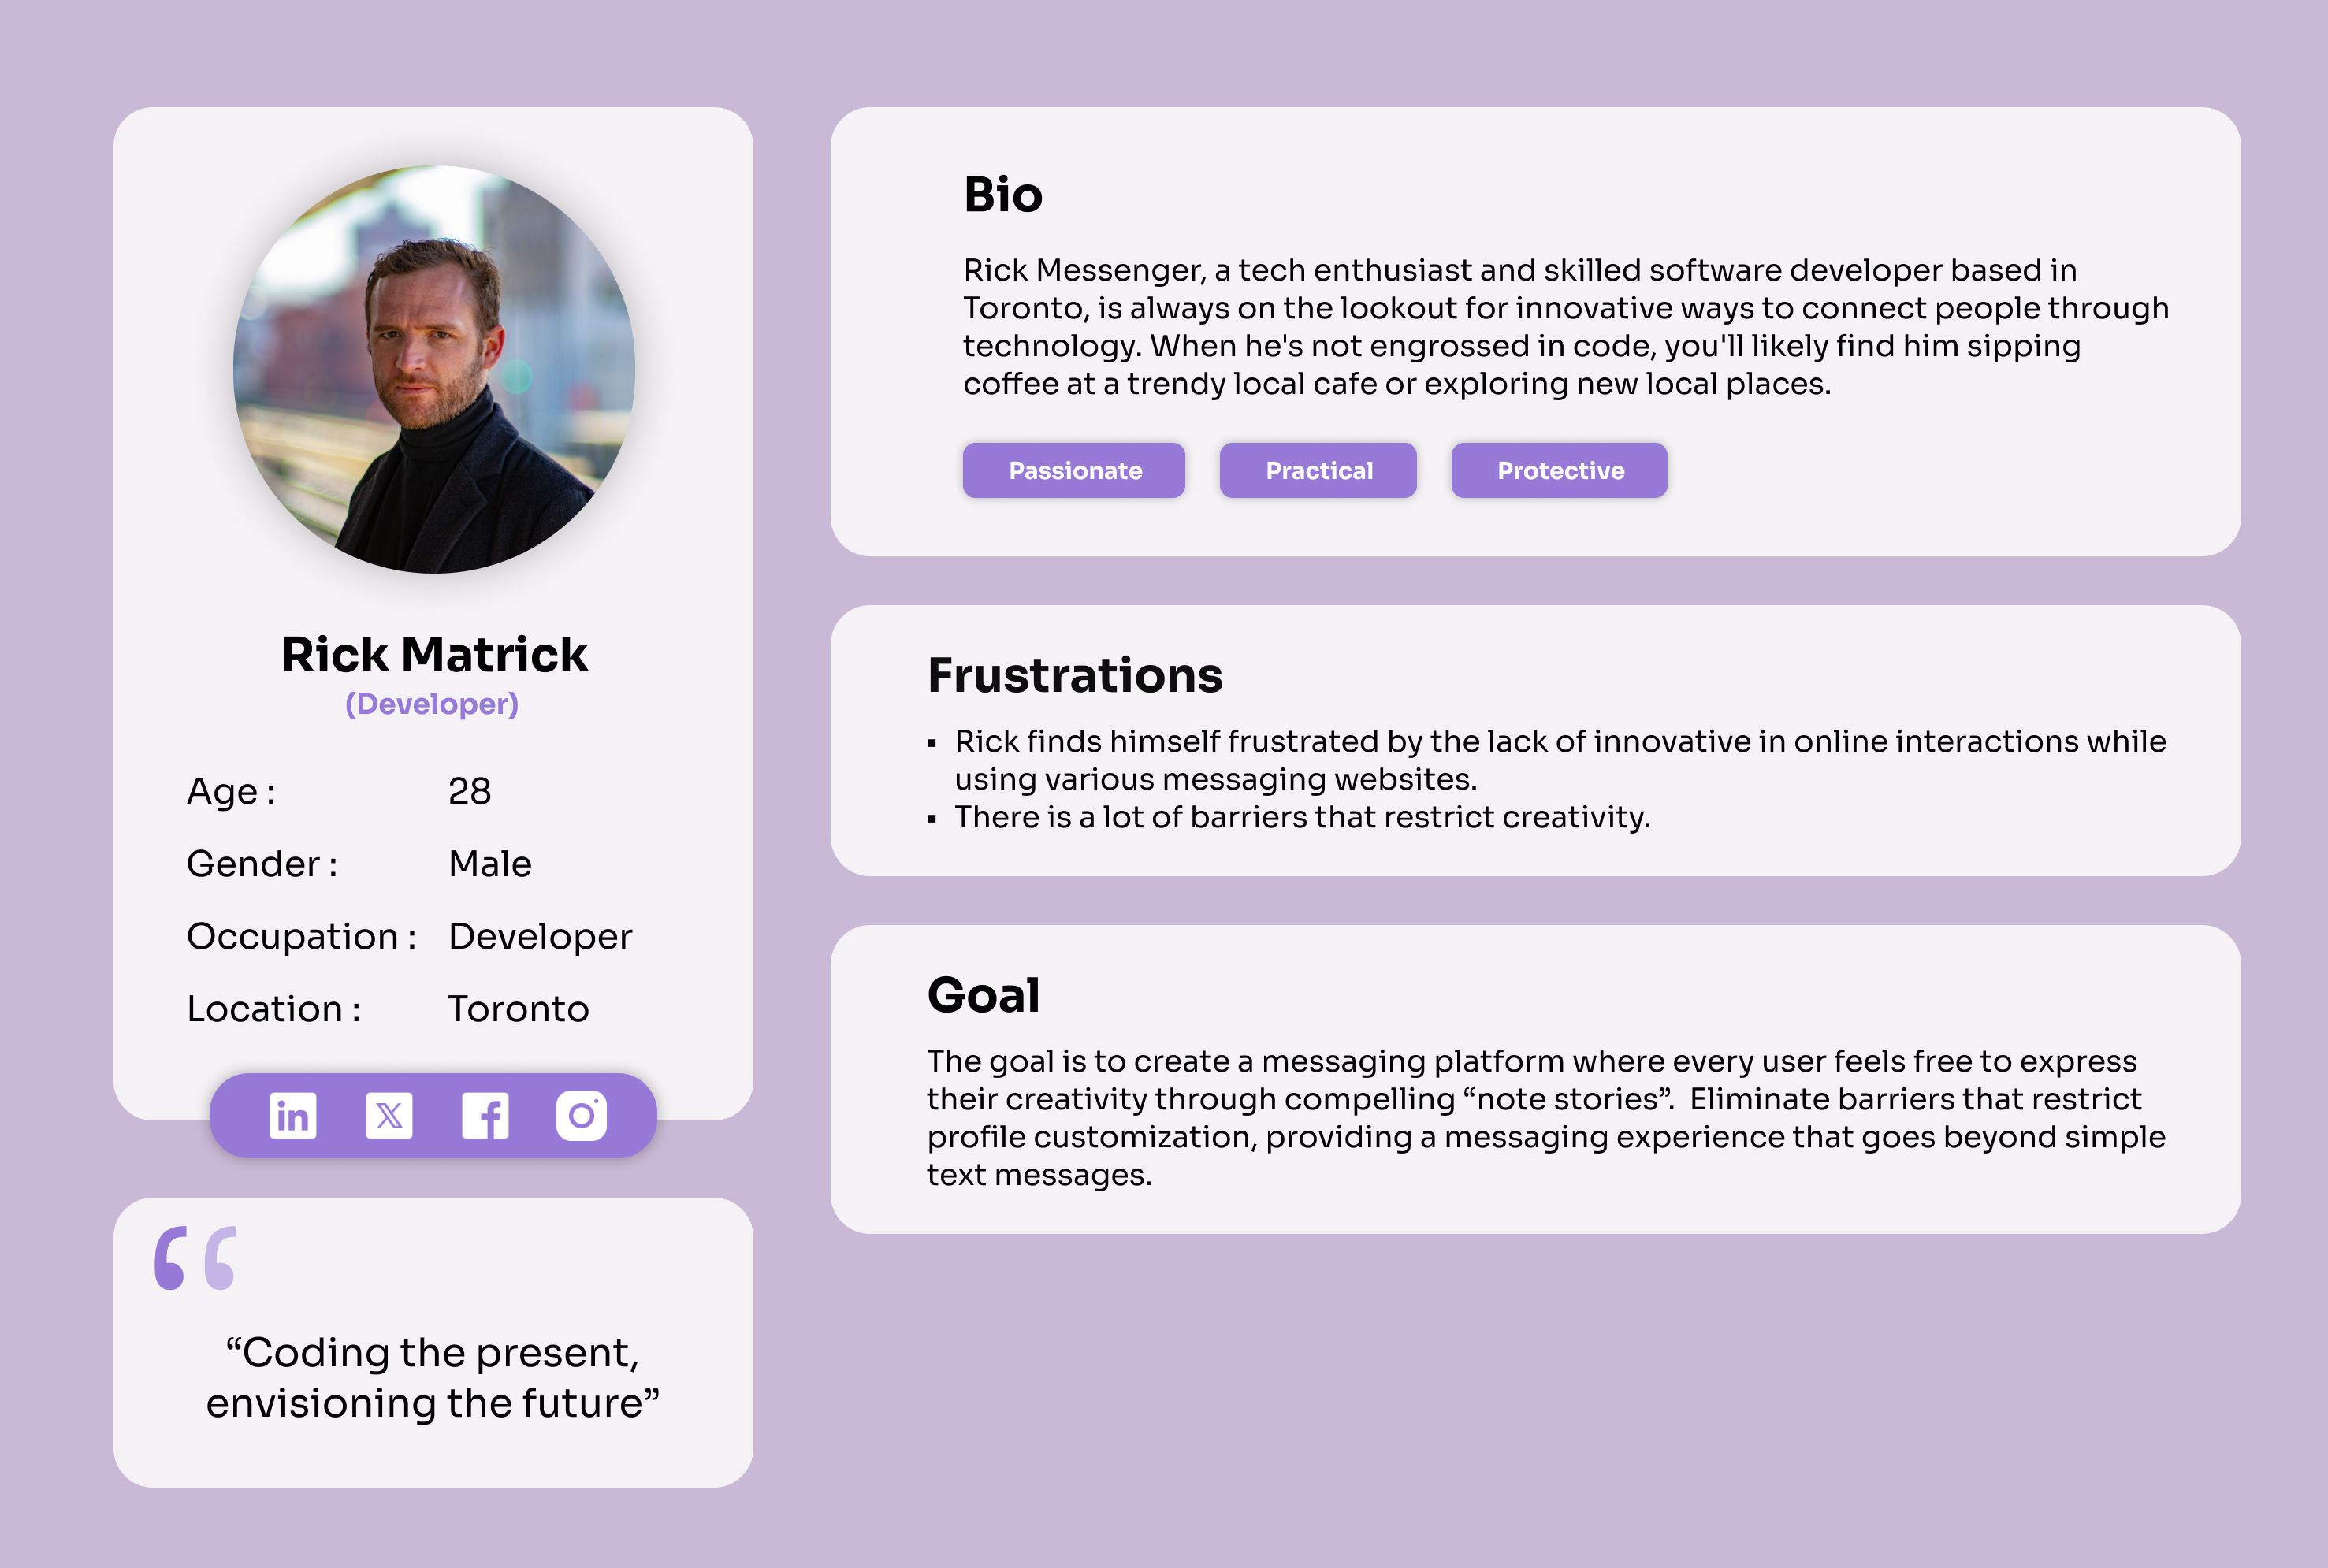 Rick Matrick
(Developer)
Age : 28
Gender : Male
Occupation : Developer
Location : Toronto
in X f
“Coding the present,
envisioning the future”
Bio
Rick Messenger, a tech enthusiast and skilled software developer based in
Toronto, is always on the lookout for innovative ways to connect people through
technology. When he's not engrossed in code, you'll likely find him sipping
coffee at a trendy local cafe or exploring new local places.
Passionate Practical Protective
Frustrations
▪ Rick finds himself frustrated by the lack of innovative in online interactions while
using various messaging websites.
▪ There is a lot of barriers that restrict creativity.
Goal
The goal is to create a messaging platform where every user feels free to express
their creativity through compelling “note stories”.  Eliminate barriers that restrict
profile customization, providing a messaging experience that goes beyond simple
text messages.